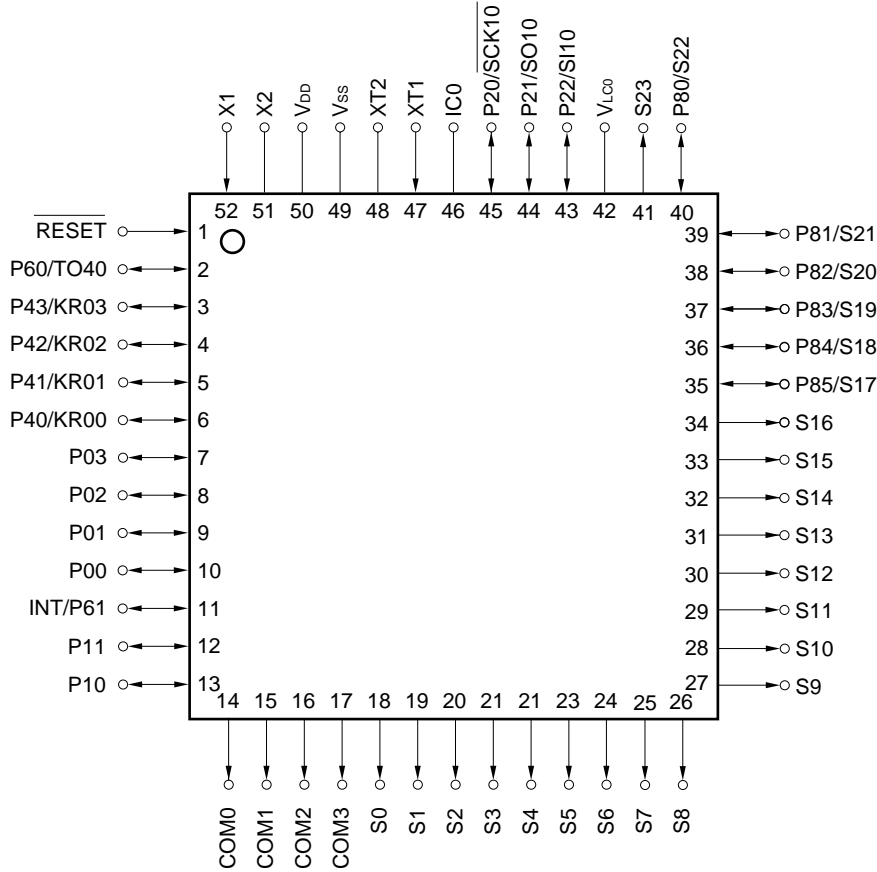 X1
X2
VDD
VSS
XT2
XT1
IC0
P20/SCK10
P21/SO10
P22/SI10
VLC0
S23
P80/S22
52
51
50
49
48
47
46
45
44
43
42
41
40
RESET
1
P60/TO40
2
P43/KR03
3
P42/KR02
4
P41/KR01
5
P40/KR00
6
P03
7
P02
8
P01
9
P00
10
INT/P61
11
P11
12
P10
13
39
P81/S21
38
P82/S20
37
P83/S19
36
P84/S18
35
P85/S17
34
S16
33
S15
32
S14
31
S13
30
S12
29
S11
28
S10
27
S9
14
15
16
17
18
19
20
21
21
23
24
25
26
COM0
COM1
COM2
COM3
S0
S1
S2
S3
S4
S5
S6
S7
S8